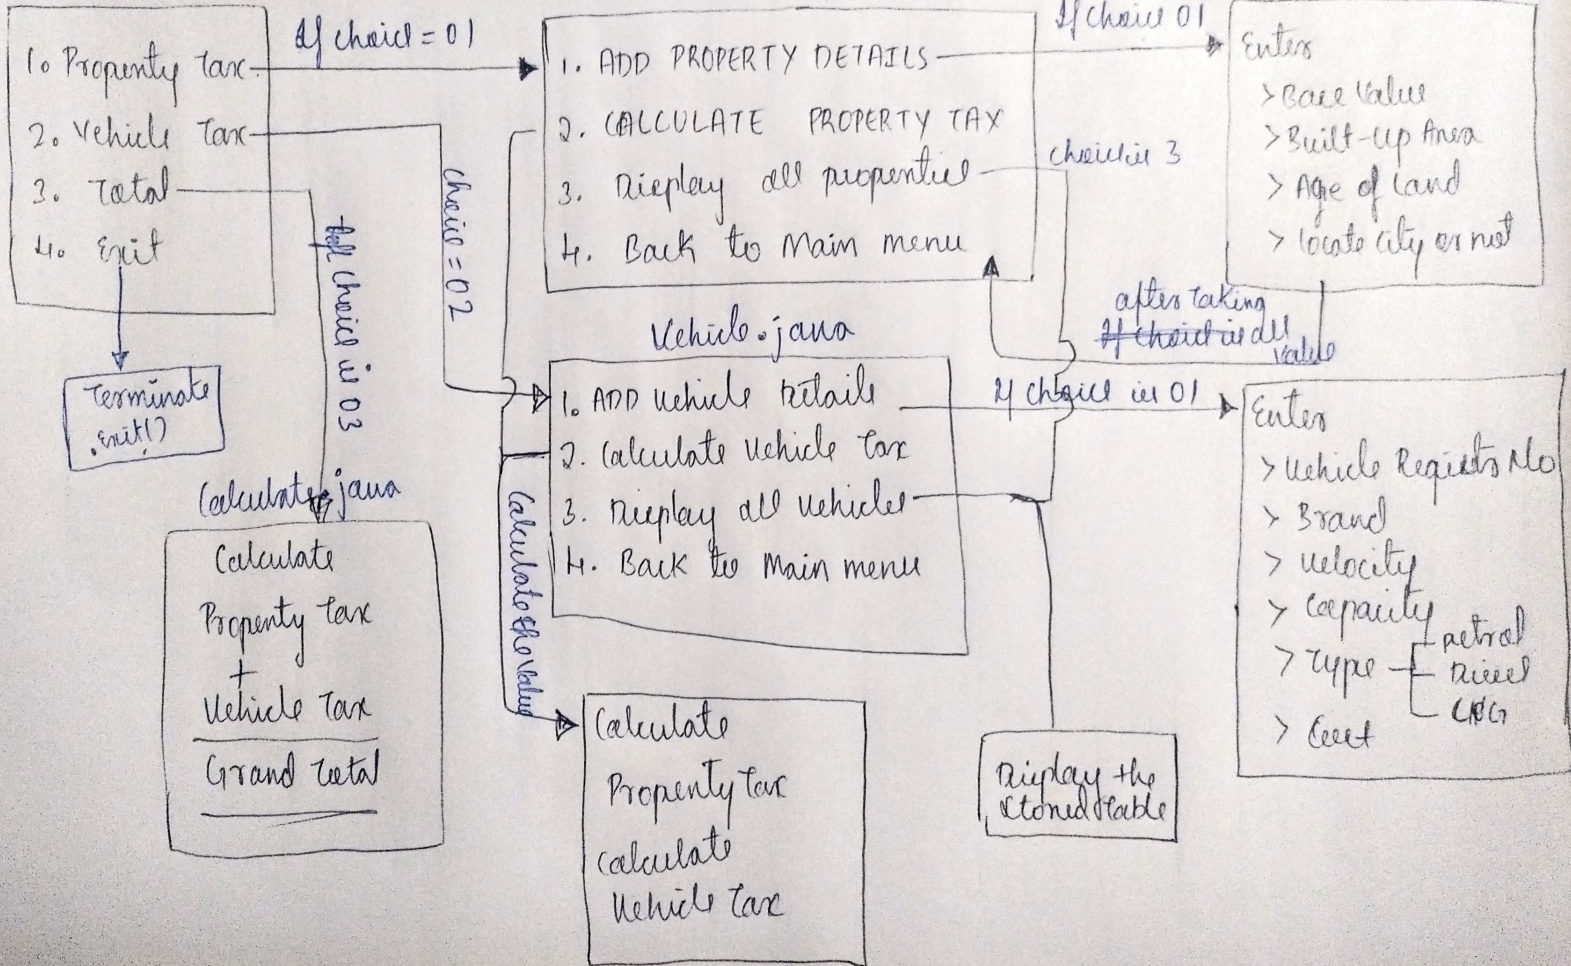 1. Property Tax
2. Vehicle Tax
3. Total
4. Exit
If choice = 01
choice = 02
choice is 03
Terminate
exit()
Calculate.java
Calculate
Property Tax
+
Vehicle Tax
Grand Total
1. ADD PROPERTY DETAILS
2. CALCULATE PROPERTY TAX
3. Display all properties
4. Back to Main menu
If choice 01
choice is 3
Enter
> Base Value
> Built-Up Area
> Age of Land
> locate city or not
after taking
If choice is all
value
Vehicle.java
1. ADD Vehicle Details
2. Calculate Vehicle Tax
3. Display all vehicles
4. Back to Main menu
If choice is 01
Enter
> Vehicle Registr No
> Brand
> Velocity
> Capacity
> Type
petrol
Diesel
CNG
> Cost
Calculate the value
Calculate
Property Tax
Calculate
Vehicle Tax
Display the
stored table